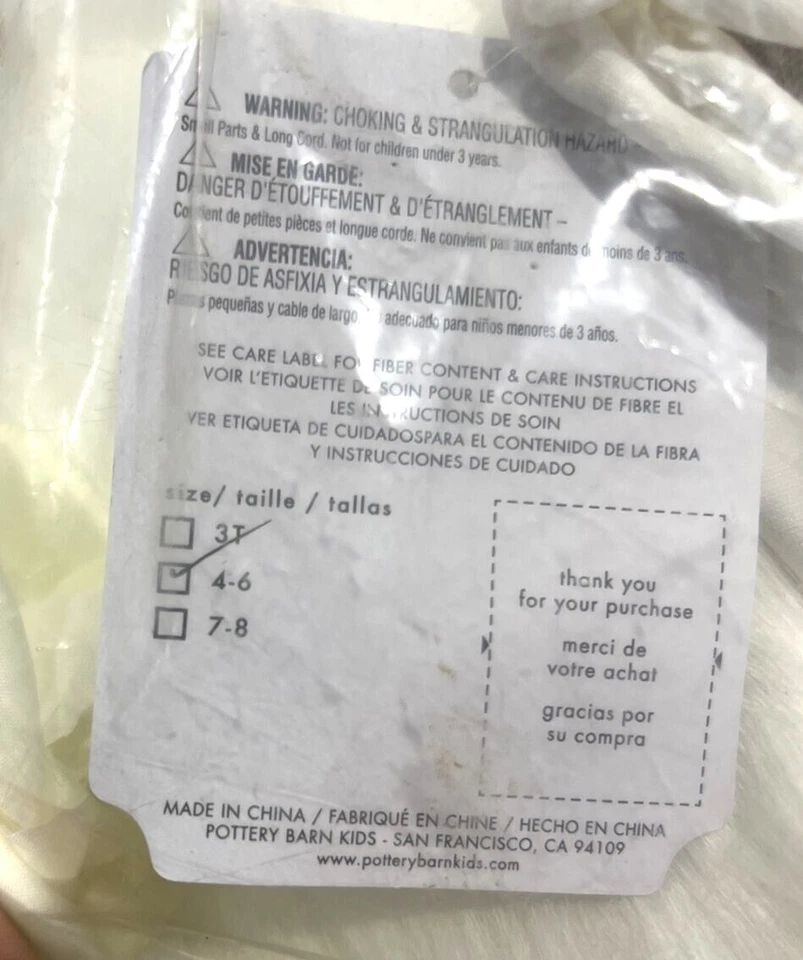 WARNING: CHOKING & STRANGULATION HAZARD -
Small Parts & Long Cord. Not for children under 3 years.
MISE EN GARDE:
DANGER D'ÉTOUFFEMENT & D'ÉTRANGLEMENT –
Contient de petites pièces et longue corde. Ne convient pas aux enfants de moins de 3 ans.
ADVERTENCIA:
RIESGO DE ASFIXIA Y ESTRANGULAMIENTO:
Piezas pequeñas y cable de largo. adecuado para niños menores de 3 años.
SEE CARE LABEL FOR FIBER CONTENT & CARE INSTRUCTIONS
VOIR L'ETIQUETTE DE SOIN POUR LE CONTENU DE FIBRE EL
LES INSTRUCTIONS DE SOIN
VER ETIQUETA DE CUIDADOSPARA EL CONTENIDO DE LA FIBRA
Y INSTRUCCIONES DE CUIDADO
size/ taille / tallas
3T
4-6
7-8
thank you
for your purchase
merci de
votre achat
gracias por
su compra
MADE IN CHINA / FABRIQUÉ EN CHINE / HECHO EN CHINA
POTTERY BARN KIDS - SAN FRANCISCO, CA 94109
www.potterybarnkids.com